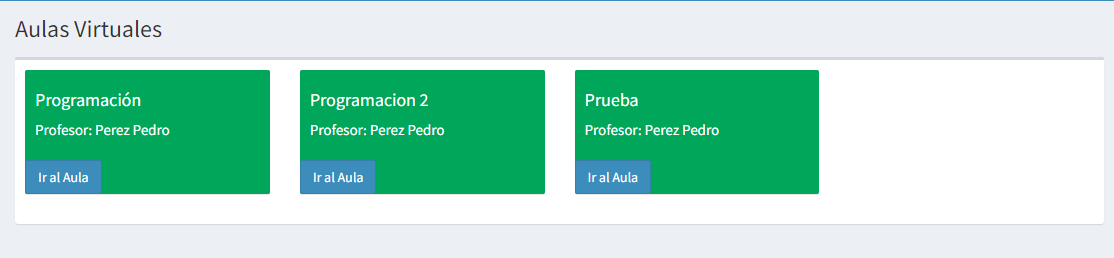 Aulas Virtuales
Programación
Profesor: Perez Pedro
Ir al Aula
Programacion 2
Profesor: Perez Pedro
Ir al Aula
Prueba
Profesor: Perez Pedro
Ir al Aula